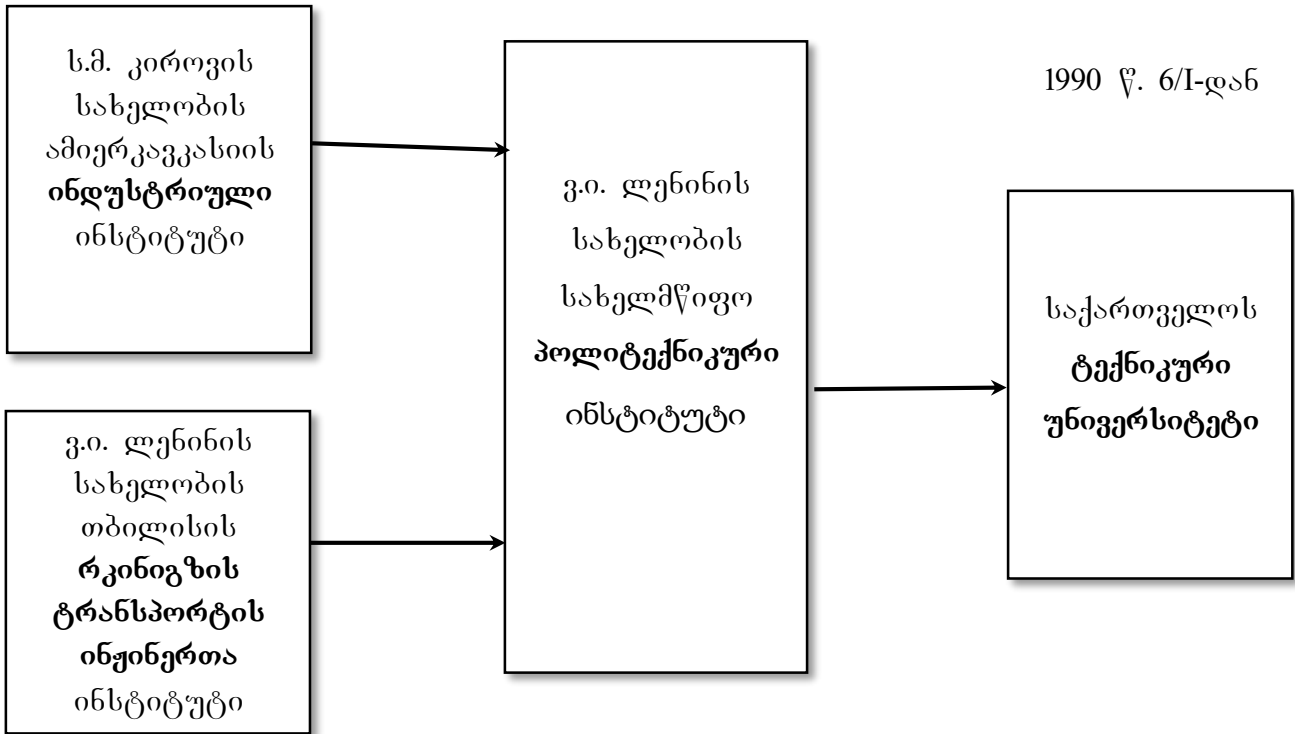 ს.მ. კიროვის
სახელობის
ამიერკავკასიის
ინდუსტრიული
ინსტიტუტი
ვ.ი. ლენინის
სახელობის
თბილისის
რკინიგზის
ტრანსპორტის
ინჟინერთა
ინსტიტუტი
ვ.ი. ლენინის
სახელობის
სახელმწიფო
პოლიტექნიკური
ინსტიტუტი
1990 წ. 6/I-დან
საქართველოს
ტექნიკური
უნივერსიტეტი